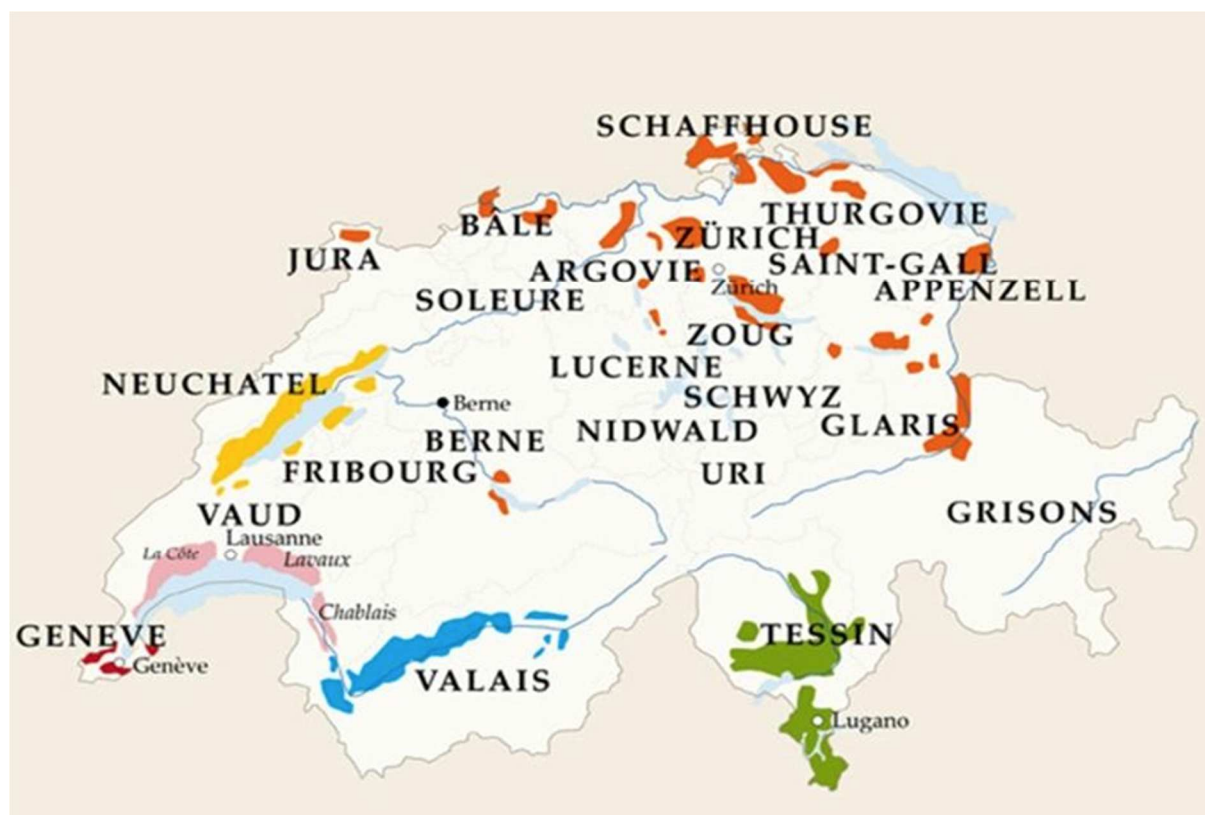 SCHAFFHOUSE
THURGOVIE
BÂLE
ZÜRICH
JURA
ARGOVIE
SAINT-GALL
Zürich
APPENZELL
SOLEURE
ZOUG
LUCERNE
NEUCHATEL
SCHWYZ
Berne
GLARIS
BERNE
NIDWALD
FRIBOURG
URI
VAUD
GRISONS
Lausanne
La Côte
Lavaux
Chablais
GENEVE
TESSIN
Genève
VALAIS
Lugano